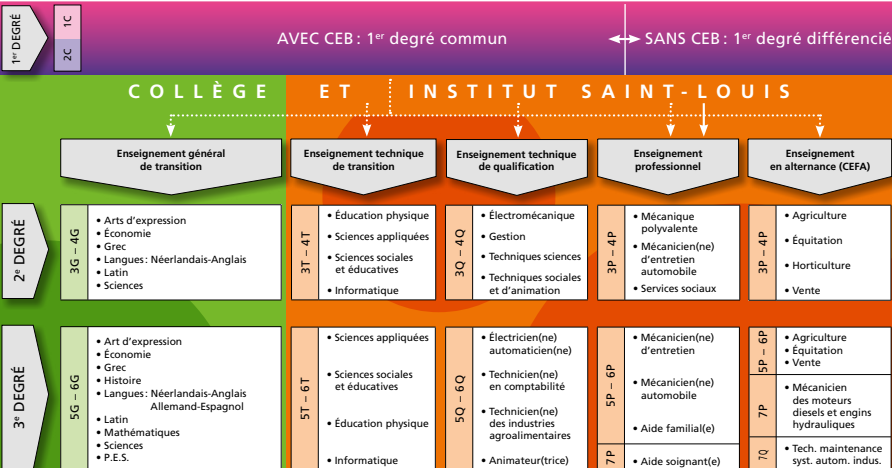 1er DEGRÉ
1C
2C
AVEC CEB : 1er degré commun
SANS CEB : 1er degré différencié
COLLÈGE ET INSTITUT SAINT-LOUIS
Enseignement général
de transition
Enseignement technique
de transition
Enseignement technique
de qualification
Enseignement
professionnel
Enseignement
en alternance (CEFA)
2e DEGRÉ
3G – 4G
• Arts d'expression
• Économie
• Grec
• Langues : Néerlandais-Anglais
• Latin
• Sciences
3T – 4T
• Éducation physique
• Sciences appliquées
• Sciences sociales
et éducatives
• Informatique
3Q – 4Q
• Électromécanique
• Gestion
• Techniques sciences
• Techniques sociales
et d'animation
3P – 4P
• Mécanique
polyvalente
• Mécanicien(ne)
d'entretien
automobile
• Services sociaux
3P – 4P
• Agriculture
• Équitation
• Horticulture
• Vente
3e DEGRÉ
5G – 6G
• Art d'expression
• Économie
• Grec
• Histoire
• Langues : Néerlandais-Anglais
Allemand-Espagnol
• Latin
• Mathématiques
• Sciences
• P.E.S.
5T – 6T
• Sciences appliquées
• Sciences sociales
et éducatives
• Éducation physique
• Informatique
5Q – 6Q
• Électricien(ne)
automaticien(ne)
• Technicien(ne)
en comptabilité
• Technicien(ne)
des industries
agroalimentaires
• Animateur(trice)
5P – 6P
• Mécanicien(ne)
d'entretien
• Mécanicien(ne)
automobile
• Aide familial(e)
7P
• Aide soignant(e)
5P – 6P
• Agriculture
• Équitation
• Vente
7P
• Mécanicien
des moteurs
diesels et engins
hydrauliques
7Q
• Tech. maintenance
syst. autom. indus.